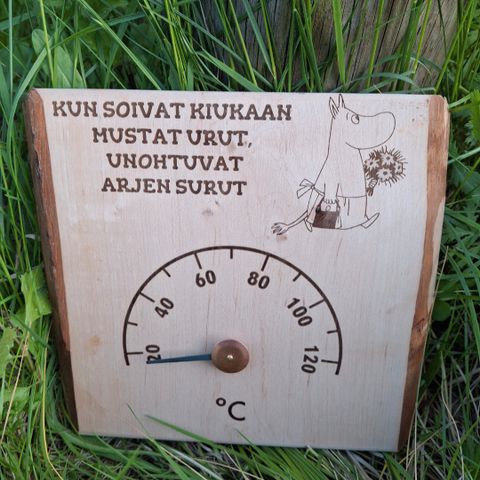 KUN SOIVAT KIUKAAN
MUSTAT URUT,
UNOHTUVAT
ARJEN SURUT
20
40
60
80
100
120
°C